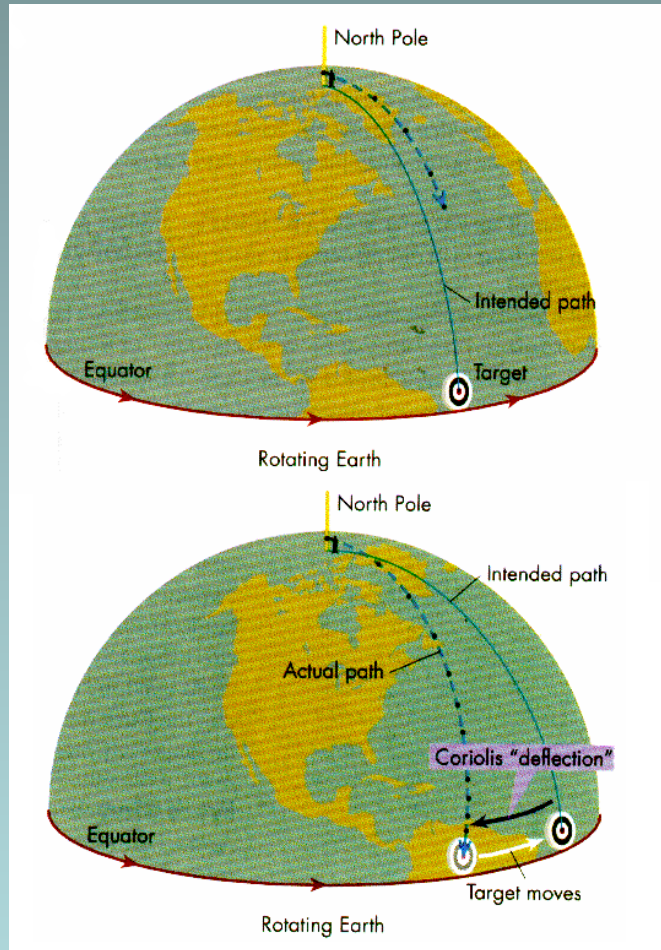 North Pole
Intended path
Equator
Target
Rotating Earth
North Pole
Intended path
Actual path
Coriolis "deflection"
Equator
Target moves
Rotating Earth